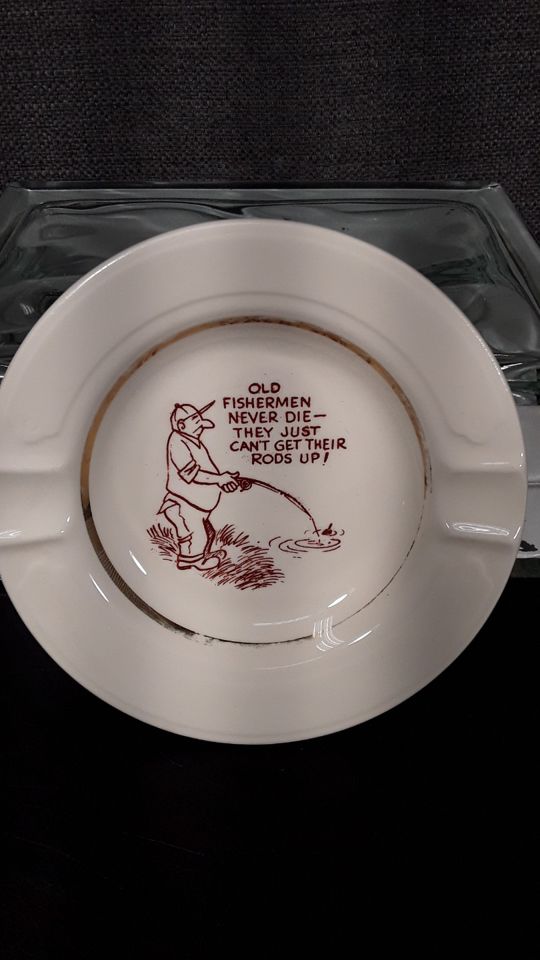 OLD
FISHERMEN
NEVER DIE—
THEY JUST
CAN'T GET THEIR
RODS UP!